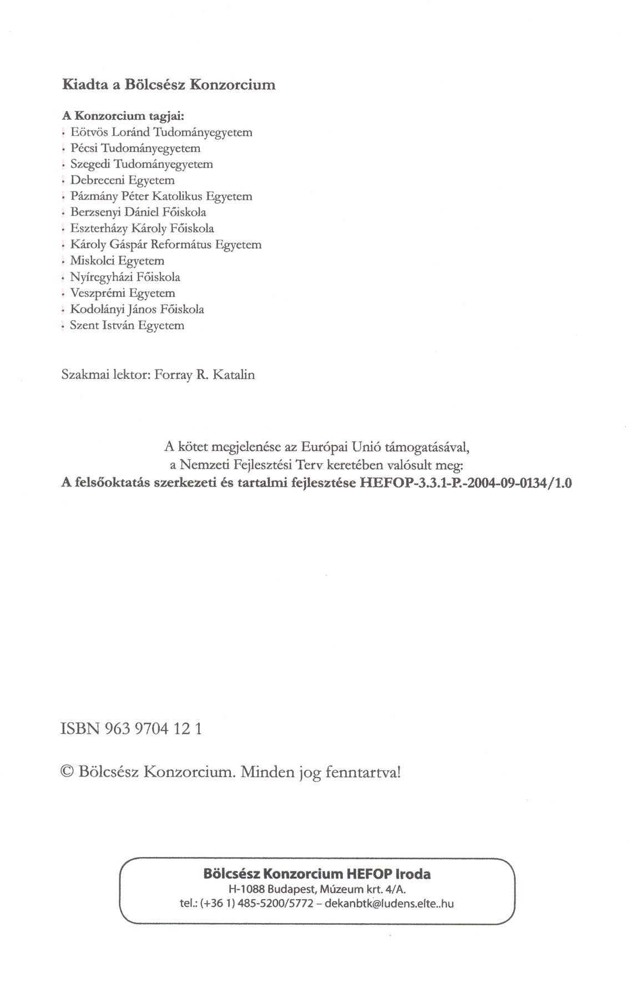 Kiadta a Bölcsész Konzorcium
A Konzorcium tagjai:
• Eötvös Loránd Tudományegyetem
• Pécsi Tudományegyetem
• Szegedi Tudományegyetem
• Debreceni Egyetem
• Pázmány Péter Katolikus Egyetem
• Berzsenyi Dániel Főiskola
• Eszterházy Károly Főiskola
• Károly Gáspár Református Egyetem
• Miskolci Egyetem
• Nyíregyházi Főiskola
• Veszprémi Egyetem
• Kodolányi János Főiskola
• Szent István Egyetem
Szakmai lektor: Forray R. Katalin
A kötet megjelenése az Európai Unió támogatásával,
a Nemzeti Fejlesztési Terv keretében valósult meg:
A felsőoktatás szerkezeti és tartalmi fejlesztése HEFOP-3.3.1-P.-2004-09-0134/1.0
ISBN 963 9704 12 1
© Bölcsész Konzorcium. Minden jog fenntartva!
Bölcsész Konzorcium HEFOP Iroda
H-1088 Budapest, Múzeum krt. 4/A.
tel.: (+36 1) 485-5200/5772 – dekanbtk@ludens.elte..hu